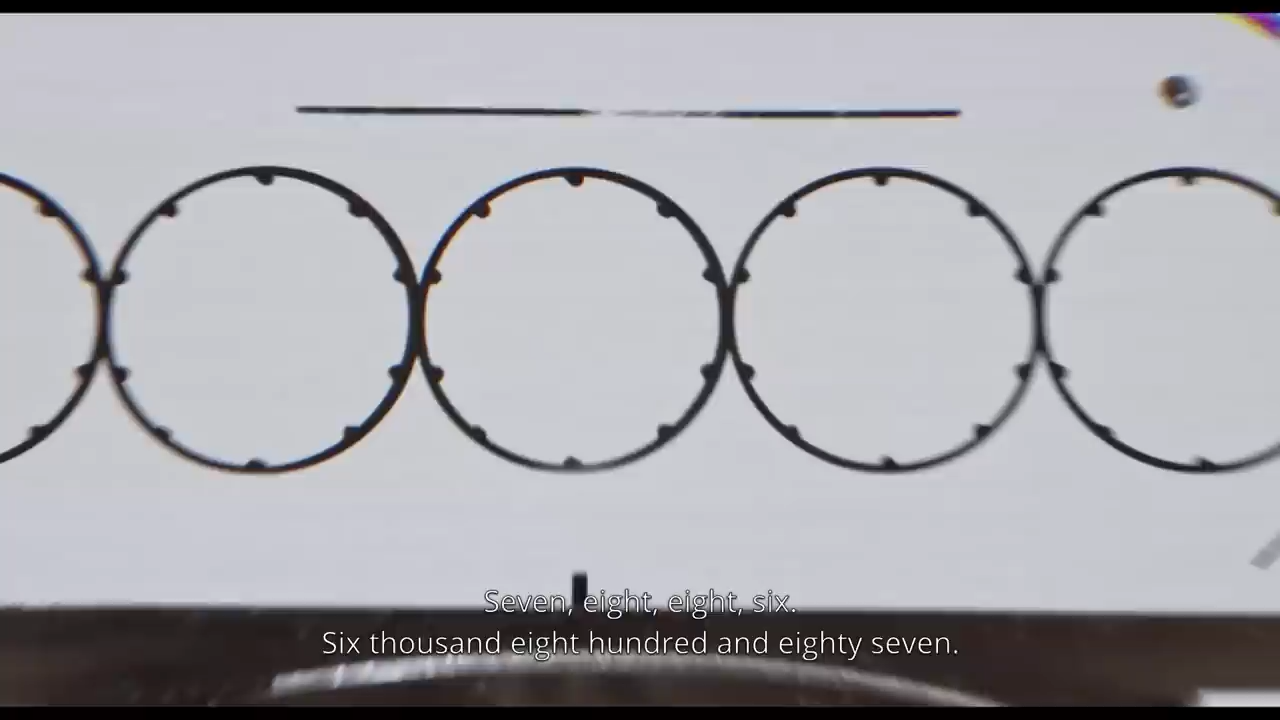 Seven, eight, eight, six.
Six thousand eight hundred and eighty seven.